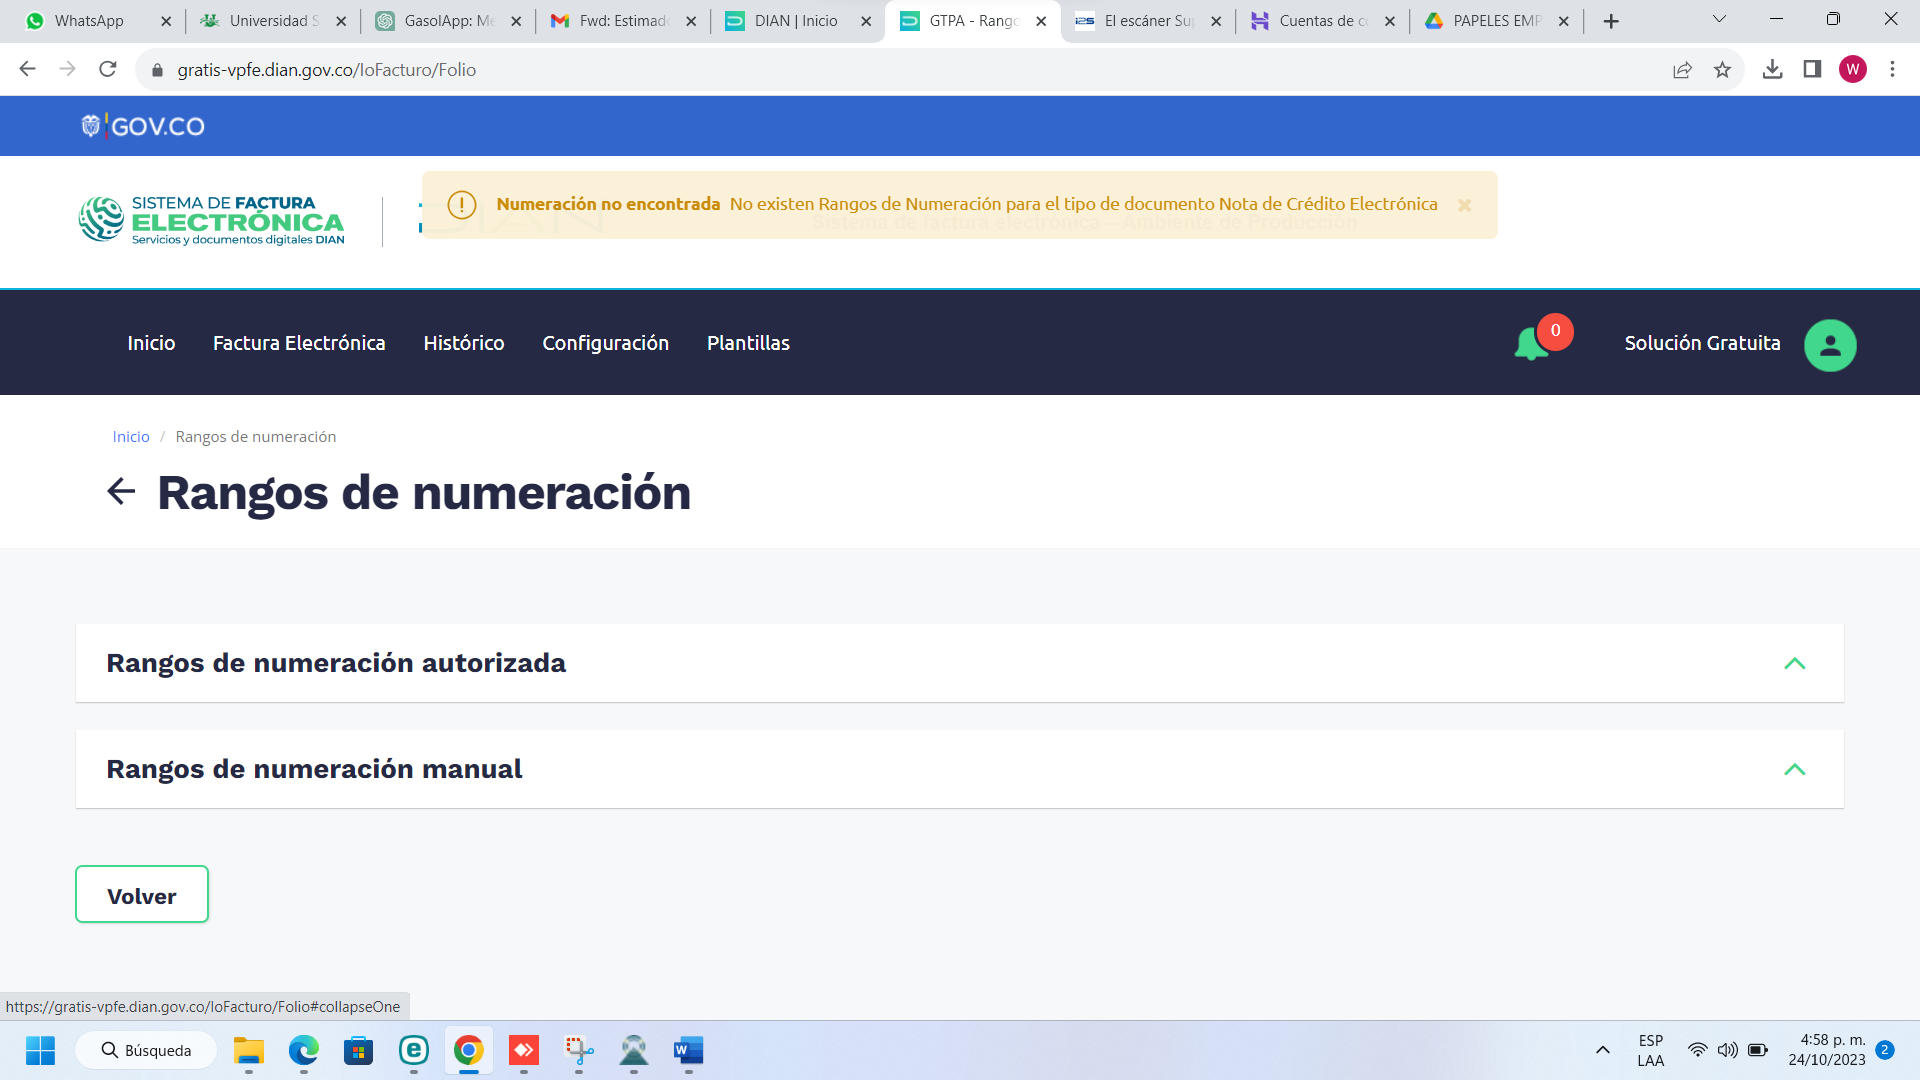 WhatsApp
Universidad S
GasolApp: Me
Fwd: Estimado
DIAN | Inicio
GTPA - Rango
El escáner Sup
Cuentas de co
PAPELES EMP
gratis-vpfe.dian.gov.co/IoFacturo/Folio
W
GOV.CO
SISTEMA DE FACTURA
ELECTRÓNICA
Servicios y documentos digitales DIAN
DIAN
Numeración no encontrada No existen Rangos de Numeración para el tipo de documento Nota de Crédito Electrónica
Sistema de factura electrónica – Ambiente de Producción
Inicio
Factura Electrónica
Histórico
Configuración
Plantillas
0
Solución Gratuita
Inicio / Rangos de numeración
Rangos de numeración
Rangos de numeración autorizada
Rangos de numeración manual
Volver
https://gratis-vpfe.dian.gov.co/IoFacturo/Folio#collapseOne
Búsqueda
ESP
LAA
4:58 p. m.
24/10/2023
2